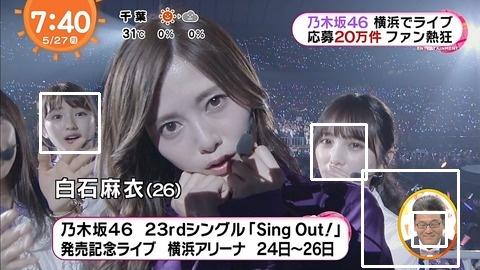 7:40
5/27㊊
千葉
31℃ 0% 0%
乃木坂46 横浜でライブ
応募20万件 ファン熱狂
ENTERTAINMENT
白石麻衣(26)
乃木坂46 23rdシングル「Sing Out!」
発売記念ライブ 横浜アリーナ 24日〜26日